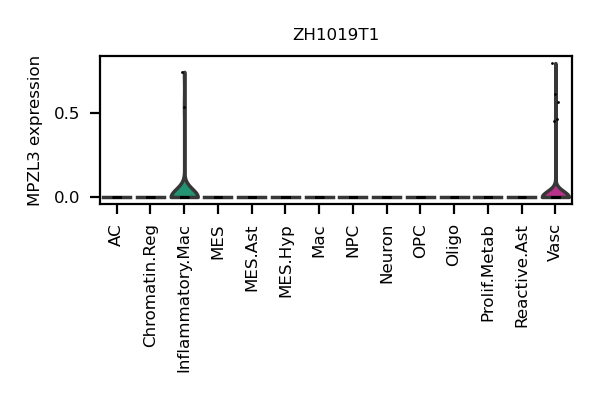 ZH1019T1
MPZL3 expression
0.5
0.0
AC
Chromatin.Reg
Inflammatory.Mac
MES
MES.Ast
MES.Hyp
Mac
NPC
Neuron
OPC
Oligo
Prolif.Metab
Reactive.Ast
Vasc